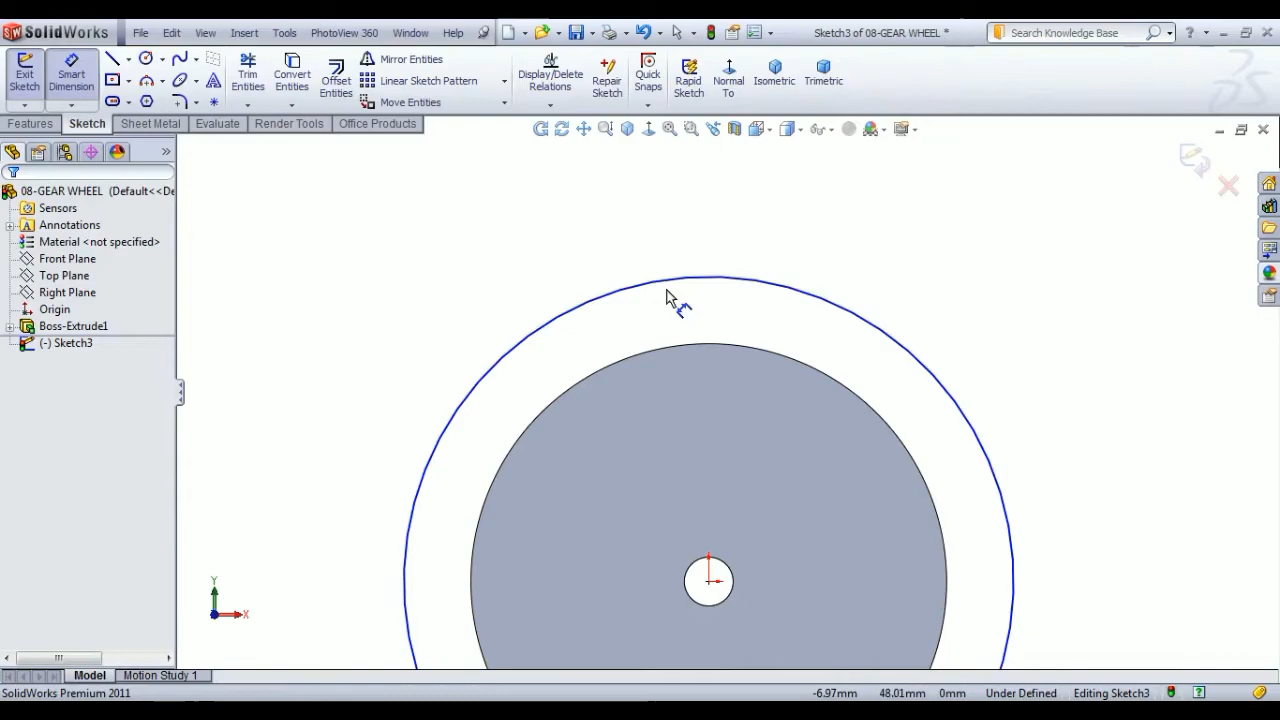 SolidWorks File Edit View Insert Tools PhotoView 360 Window Help Sketch3 of 08-GEAR WHEEL * Search Knowledge Base ?
Exit Sketch Smart Dimension Trim Entities Convert Entities Offset Entities Mirror Entities Linear Sketch Pattern Move Entities Display/Delete Relations Repair Sketch Quick Snaps Rapid Sketch Normal To Isometric Trimetric
Features Sketch Sheet Metal Evaluate Render Tools Office Products
08-GEAR WHEEL (Default<<De
Sensors
Annotations
Material <not specified>
Front Plane
Top Plane
Right Plane
Origin
Boss-Extrude1
(-) Sketch3
Y
X
Model Motion Study 1
SolidWorks Premium 2011 -6.97mm 48.01mm 0mm Under Defined Editing Sketch3